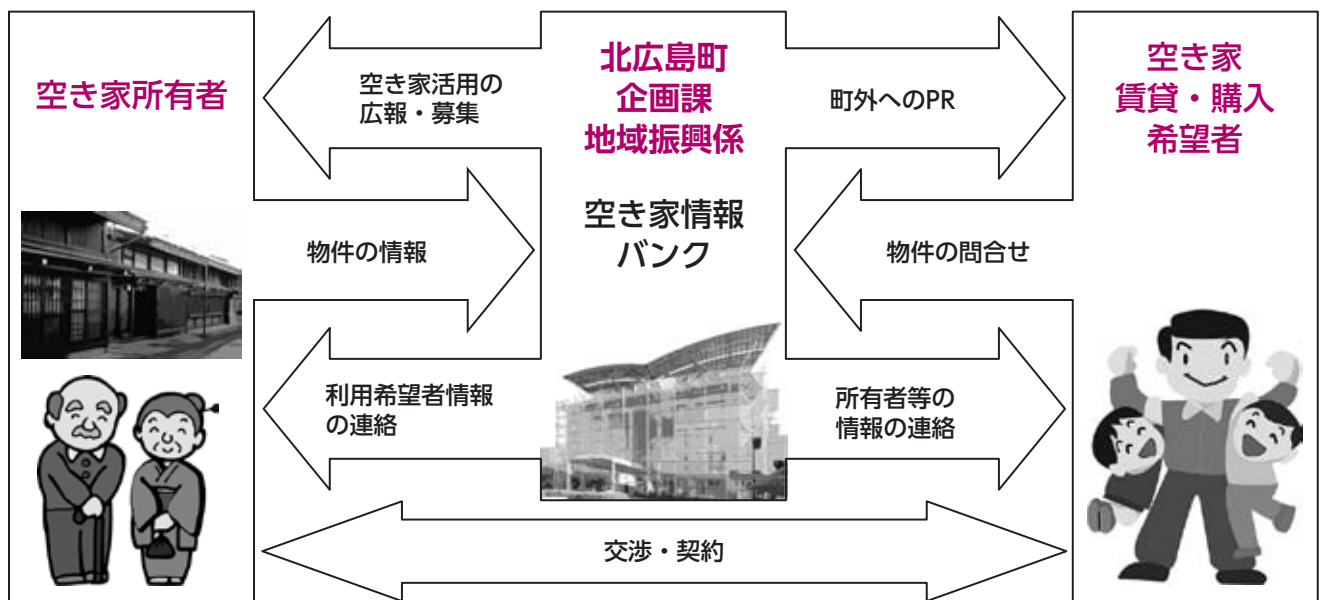 空き家所有者
空き家活用の
広報・募集
物件の情報
利用希望者情報
の連絡
北広島町
企画課
地域振興係
空き家情報
バンク
町外へのPR
物件の問合せ
所有者等の
情報の連絡
交渉・契約
空き家
賃貸・購入
希望者